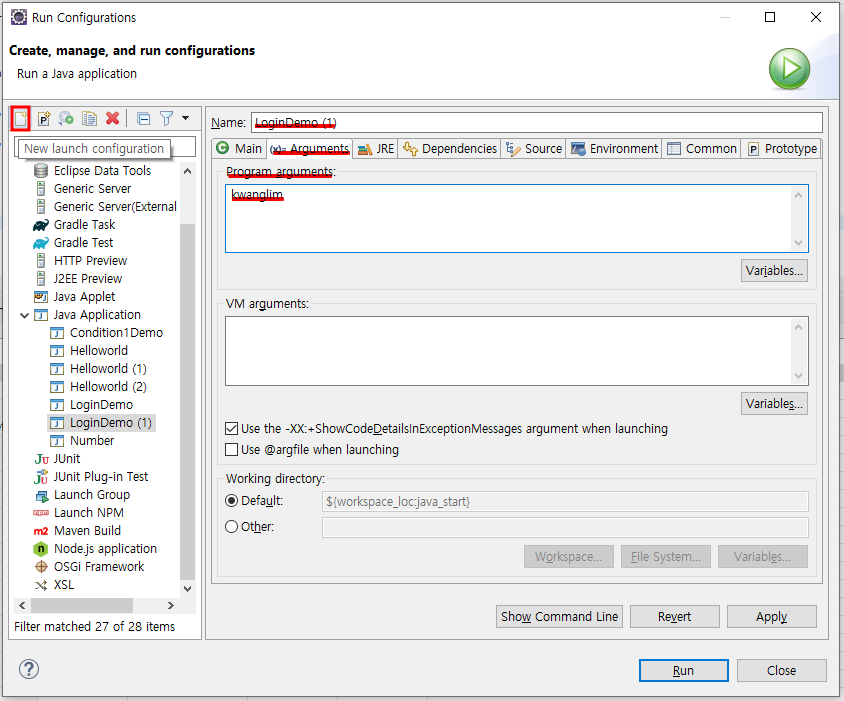 Run Configurations
Create, manage, and run configurations
Run a Java application
New launch configuration
Eclipse Data Tools
Generic Server
Generic Server(External
Gradle Task
Gradle Test
HTTP Preview
J2EE Preview
Java Applet
Java Application
Condition1Demo
Helloworld
Helloworld (1)
Helloworld (2)
LoginDemo
LoginDemo (1)
Number
JUnit
JUnit Plug-in Test
Launch Group
Launch NPM
Maven Build
Node.js application
OSGi Framework
XSL
Filter matched 27 of 28 items
Name: LoginDemo (1)
Main (x)= Arguments JRE Dependencies Source Environment Common Prototype
Program arguments:
kwanglim
Variables...
VM arguments:
Variables...
Use the -XX:+ShowCodeDetailsInExceptionMessages argument when launching
Use @argfile when launching
Working directory:
Default: ${workspace_loc:java_start}
Other:
Workspace... File System... Variables...
Show Command Line Revert Apply
Run Close